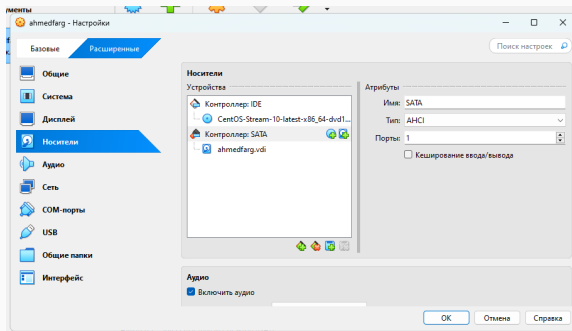 ументы
ahmedfarg - Настройки
Базовые
Расширенные
Поиск настроек
Общие
Система
Дисплей
Носители
Аудио
Сеть
COM-порты
USB
Общие папки
Интерфейс
Носители
Устройства
Контроллер: IDE
CentOS-Stream-10-latest-x86_64-dvd1...
Контроллер: SATA
ahmedfarg.vdi
Атрибуты
Имя: SATA
Тип: AHCI
Порты: 1
Кеширование ввода/вывода
Аудио
Включить аудио
OK
Отмена
Справка